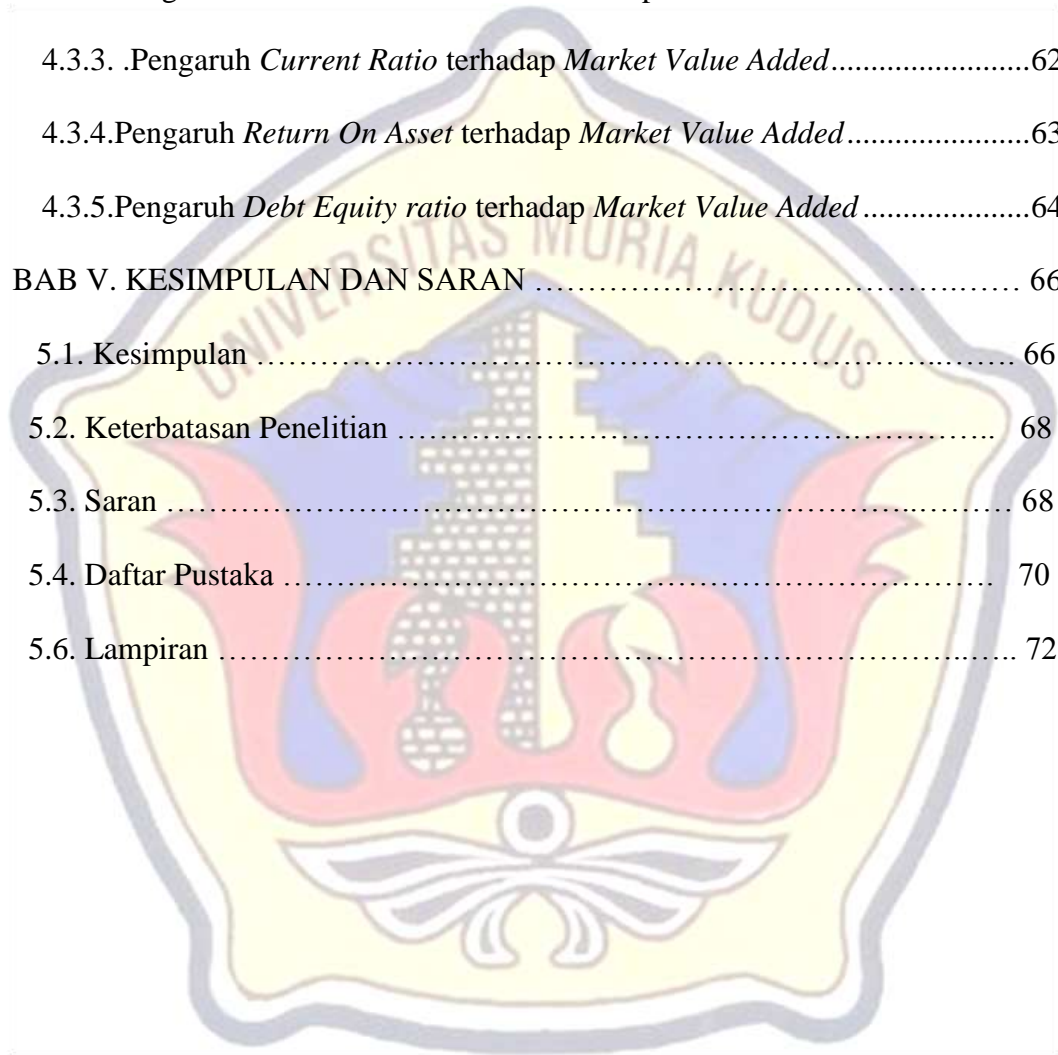 4.3.3. .Pengaruh Current Ratio terhadap Market Value Added........................62
4.3.4.Pengaruh Return On Asset terhadap Market Value Added......................63
4.3.5.Pengaruh Debt Equity ratio terhadap Market Value Added.....................64
BAB V. KESIMPULAN DAN SARAN ……………………………………… 66
5.1. Kesimpulan …………………………………………………………….. 66
5.2. Keterbatasan Penelitian ………………………………………………….. 68
5.3. Saran ……………………………………………………………………… 68
5.4. Daftar Pustaka …………………………………………………………… 70
5.6. Lampiran ………………………………………………………………….. 72
UNIVERSITAS MURIA KUDUS